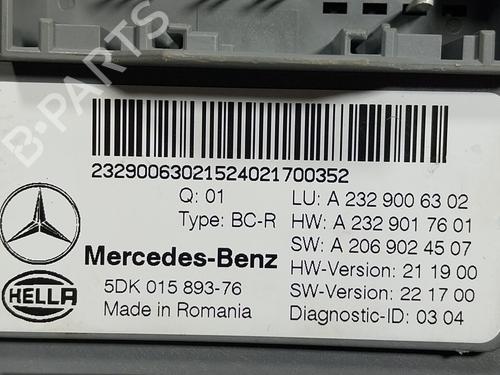 B-PARTS
23290063021524021700352
Q: 01
LU: A 232 900 63 02
Type: BC-R
HW: A 232 901 76 01
SW: A 206 902 45 07
Mercedes-Benz
HW-Version: 21 19 00
HELLA
5DK 015 893-76
SW-Version: 22 17 00
Made in Romania
Diagnostic-ID: 03 04